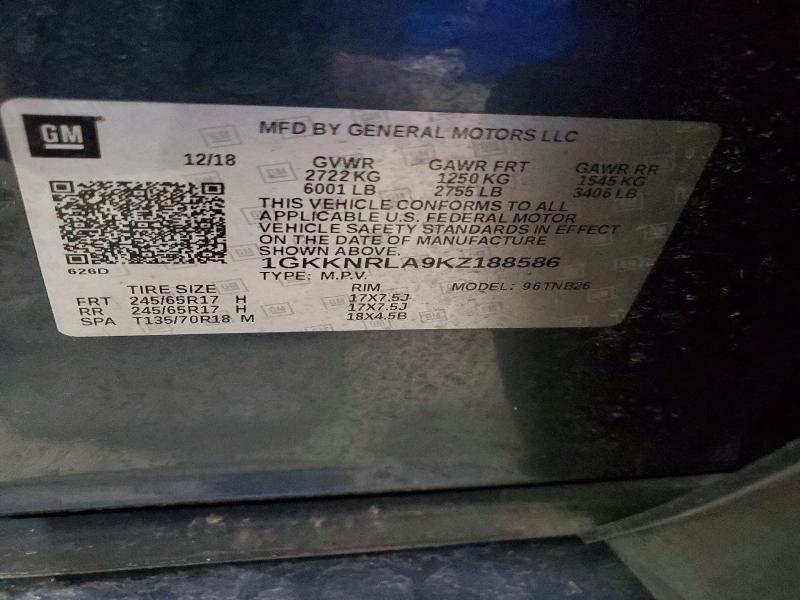 GM
MFD BY GENERAL MOTORS LLC
12/18 GVWR GAWR FRT GAWR RR
2722 KG 1250 KG 1545 KG
6001 LB 2755 LB 3406 LB
THIS VEHICLE CONFORMS TO ALL
APPLICABLE U.S. FEDERAL MOTOR
VEHICLE SAFETY STANDARDS IN EFFECT
ON THE DATE OF MANUFACTURE
SHOWN ABOVE.
1GKKNRLA9KZ188586
626D
TYPE: M.P.V.
TIRE SIZE RIM MODEL: 96TNB26
FRT 245/65R17 H 17X7.5J
RR 245/65R17 H 17X7.5J
SPA T135/70R18 M 18X4.5B